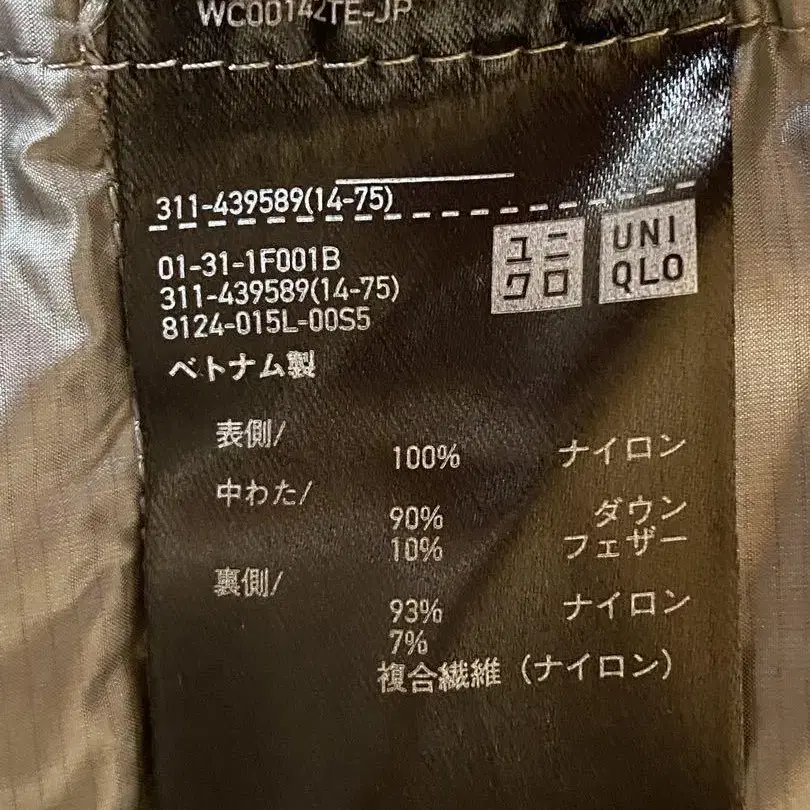 WC00142TE-JP
311-439589(14-75)
ユニ
クロ
UNI
QLO
01-31-1F001B
311-439589(14-75)
8124-015L-00S5
ベトナム製
表側/
100% ナイロン
中わた/
90% ダウン
10% フェザー
裏側/
93% ナイロン
7%
複合繊維（ナイロン）